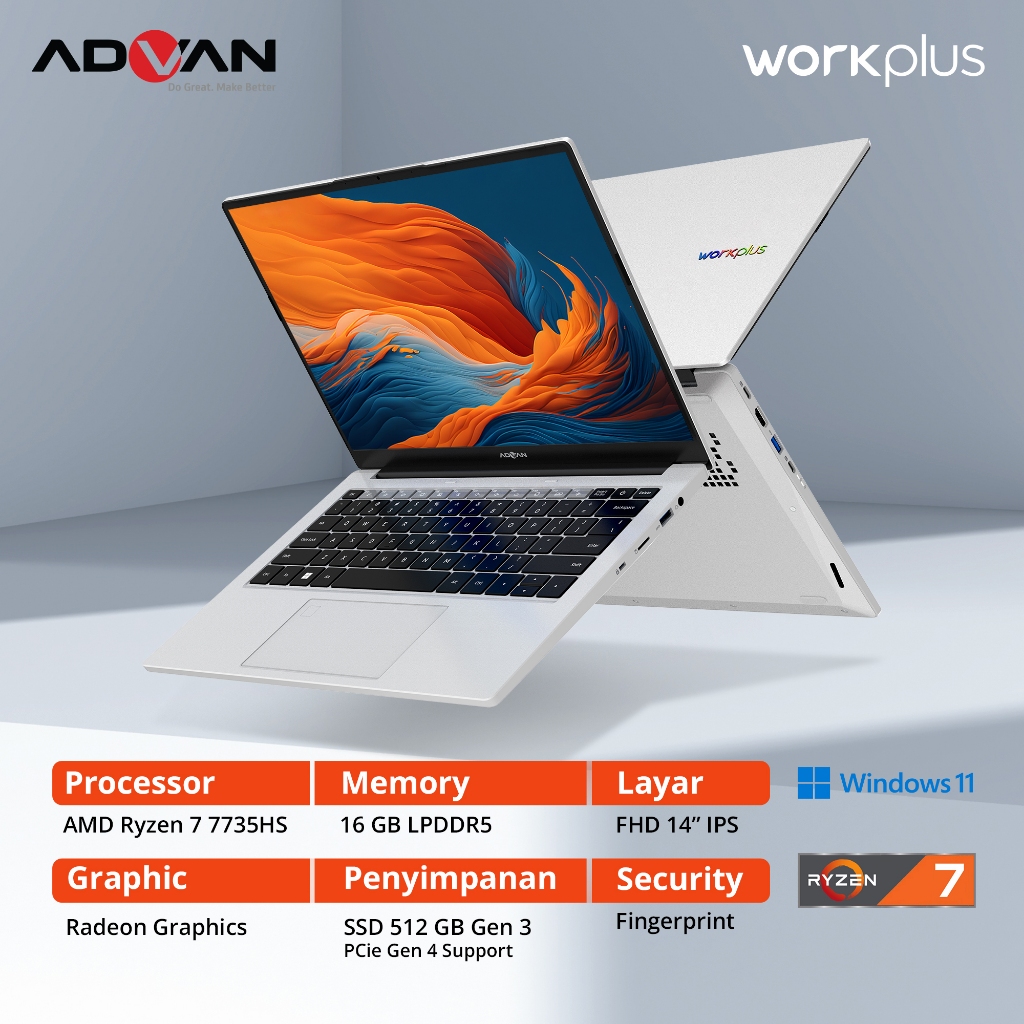 ADVAN
Do Great, Make Better
workplus
workplus
ADVAN
Processor
Memory
Layar
Windows 11
AMD Ryzen 7 7735HS
16 GB LPDDR5
FHD 14” IPS
Graphic
Penyimpanan
Security
RYZEN 7
Radeon Graphics
SSD 512 GB Gen 3
Fingerprint
PCie Gen 4 Support